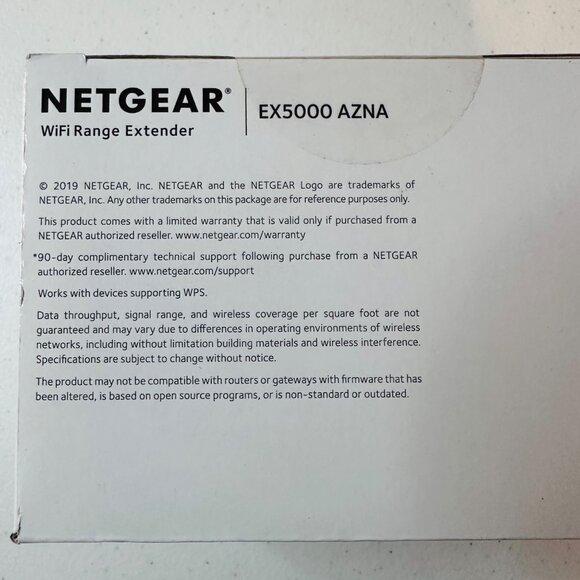 NETGEAR®
WiFi Range Extender
EX5000 AZNA
© 2019 NETGEAR, Inc. NETGEAR and the NETGEAR Logo are trademarks of
NETGEAR, Inc. Any other trademarks on this package are for reference purposes only.
This product comes with a limited warranty that is valid only if purchased from a
NETGEAR authorized reseller. www.netgear.com/warranty
*90-day complimentary technical support following purchase from a NETGEAR
authorized reseller. www.netgear.com/support
Works with devices supporting WPS.
Data throughput, signal range, and wireless coverage per square foot are not
guaranteed and may vary due to differences in operating environments of wireless
networks, including without limitation building materials and wireless interference.
Specifications are subject to change without notice.
The product may not be compatible with routers or gateways with firmware that has
been altered, is based on open source programs, or is non-standard or outdated.